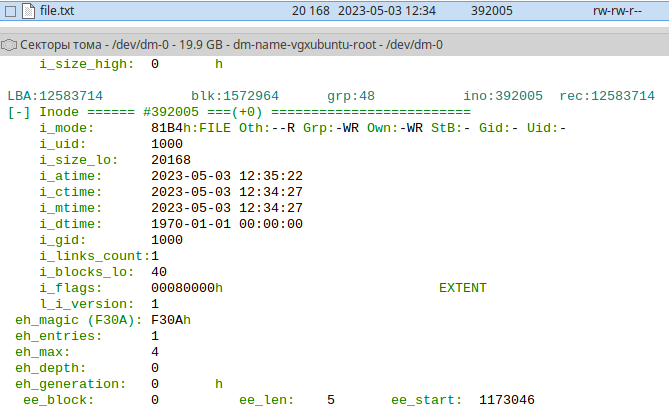 file.txt 20 168 2023-05-03 12:34 392005 rw-rw-r--
Секторы тома - /dev/dm-0 - 19.9 GB - dm-name-vgxubuntu-root - /dev/dm-0
i_size_high: 0 h
LBA:12583714 blk:1572964 grp:48 ino:392005 rec:12583714
[-] Inode ====== #392005 ===(+0) =========================
i_mode: 81B4h:FILE Oth:--R Grp:-WR Own:-WR StB:- Gid:- Uid:-
i_uid: 1000
i_size_lo: 20168
i_atime: 2023-05-03 12:35:22
i_ctime: 2023-05-03 12:34:27
i_mtime: 2023-05-03 12:34:27
i_dtime: 1970-01-01 00:00:00
i_gid: 1000
i_links_count:1
i_blocks_lo: 40
i_flags: 00080000h EXTENT
l_i_version: 1
eh_magic (F30A): F30Ah
eh_entries: 1
eh_max: 4
eh_depth: 0
eh_generation: 0 h
ee_block: 0 ee_len: 5 ee_start: 1173046